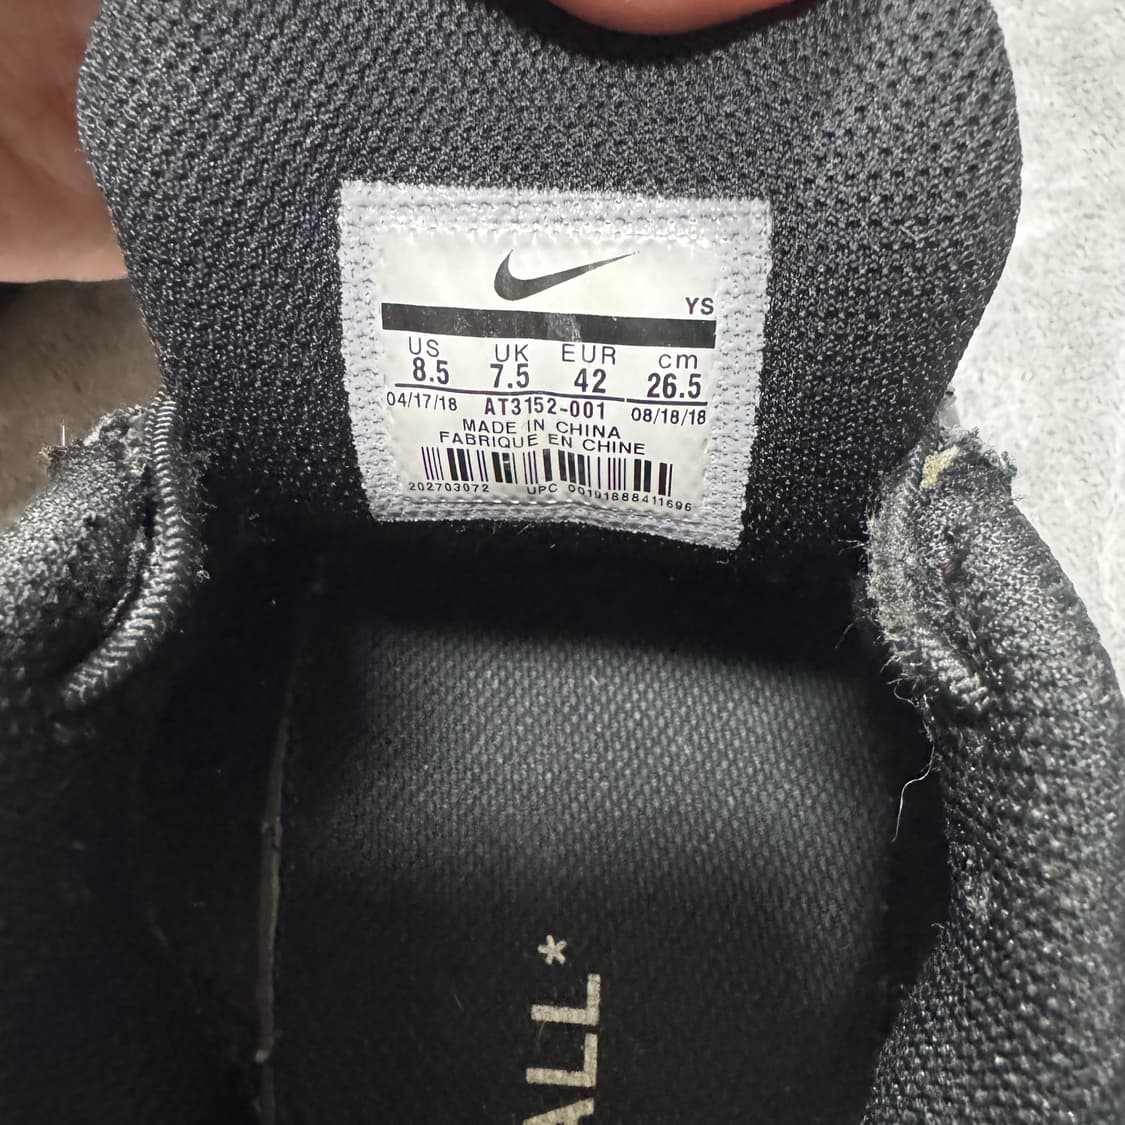 YS
US UK EUR cm
8.5 7.5 42 26.5
04/17/18 AT3152-001 08/18/18
MADE IN CHINA
FABRIQUE EN CHINE
202703072 UPC 00191888411696
ALL*